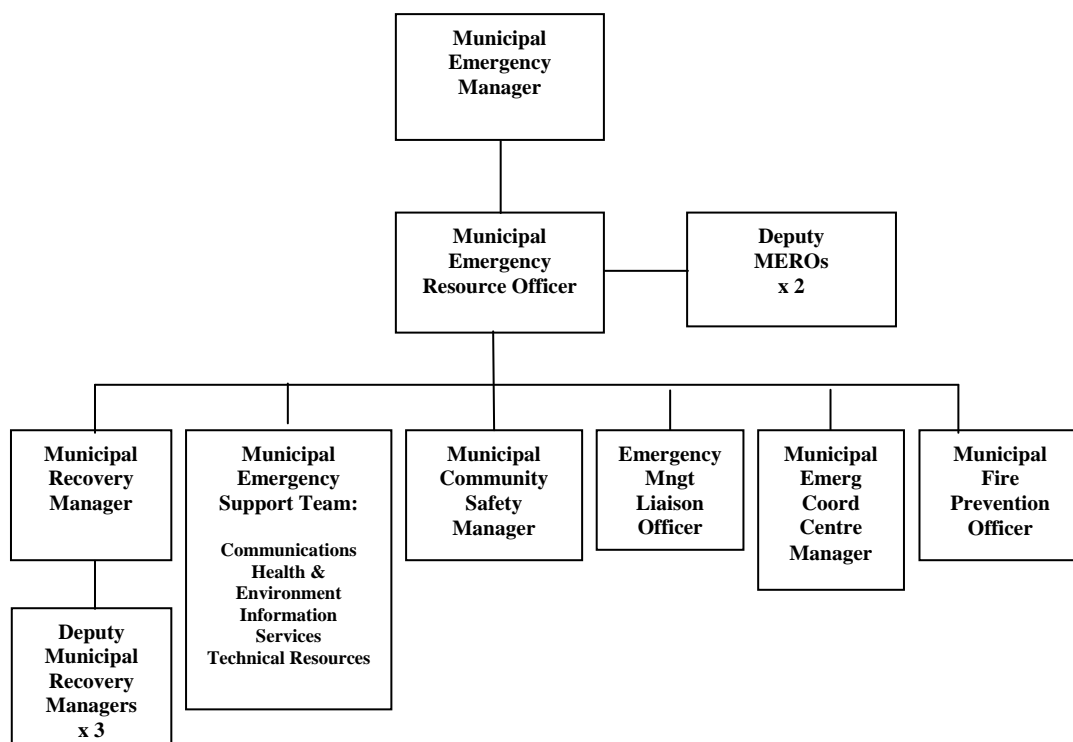 Municipal
Emergency
Manager
Municipal
Emergency
Resource Officer
Deputy
MEROs
x 2
Municipal
Recovery
Manager
Municipal
Emergency
Support Team:
Communications
Health &
Environment
Information
Services
Technical Resources
Municipal
Community
Safety
Manager
Emergency
Mngt
Liaison
Officer
Municipal
Emerg
Coord
Centre
Manager
Municipal
Fire
Prevention
Officer
Deputy
Municipal
Recovery
Managers
x 3